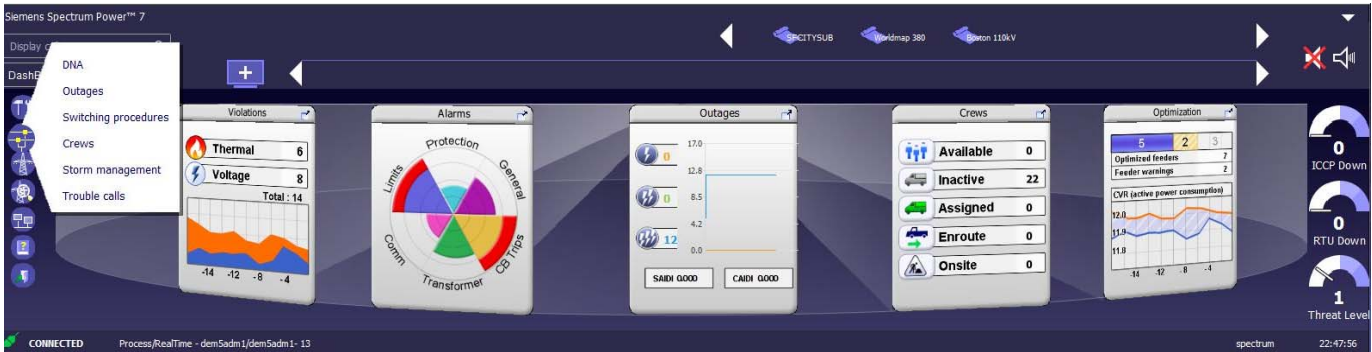 Siemens Spectrum Power™ 7
SFCITYSUB
Worldmap 380
Boston 110kV
Display
DashB
DNA
Outages
Switching procedures
Crews
Storm management
Trouble calls
+
Violations
Thermal 6
Voltage 8
Total : 14
-14 -12 -8 -4
Alarms
Protection
General
CB Trips
Transformer
Comm
Limits
Outages
0
0
12
17.0
12.8
8.5
4.2
0.0
SAIDI 0.000
CAIDI 0.000
Crews
Available 0
Inactive 22
Assigned 0
Enroute 0
Onsite 0
Optimization
5 2 3
Optimized feeders 7
Feeder warnings 2
CVR (active power consumption)
12.0
11.9
11.8
-14 -12 -8 -4
0
ICCP Down
0
RTU Down
1
Threat Level
CONNECTED
Process/RealTime - dem5adm1/dem5adm1- 13
spectrum
22:47:56